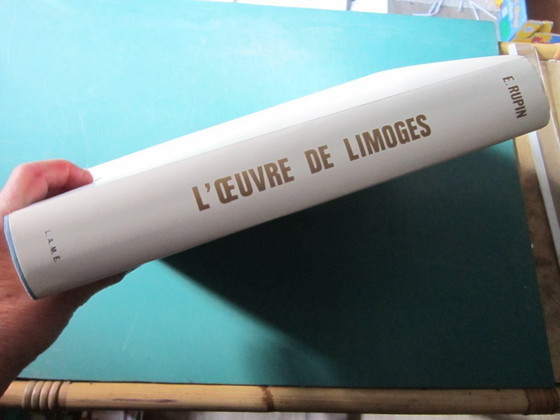 E. RUPIN
L'ŒUVRE DE LIMOGES
L.A.M.E.